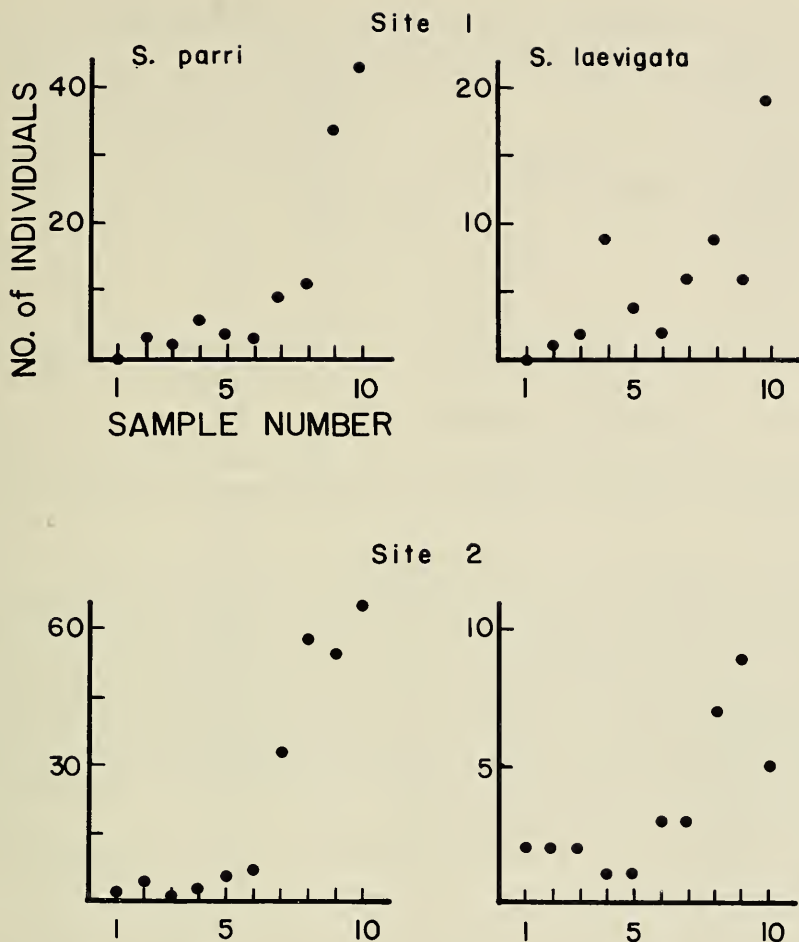 Site 1
S. parri
S. laevigata
NO. of INDIVIDUALS
40
20
1 5 10
SAMPLE NUMBER
20
10
1 5 10
Site 2
60
30
1 5 10
10
5
1 5 10